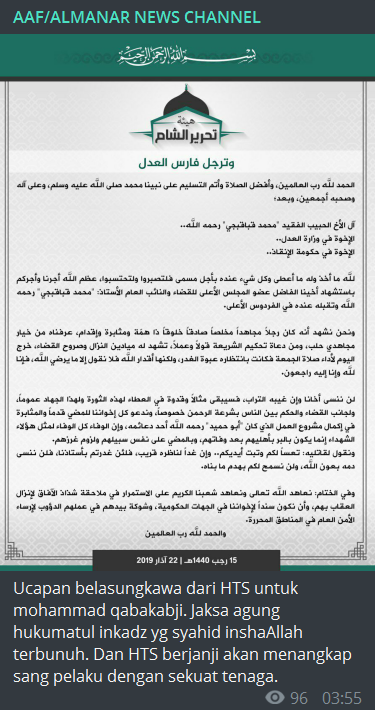 AAF/ALMANAR NEWS CHANNEL
بسم الله الرحمن الرحيم
هيئة
تحرير الشام
وترجل فارس العدل
الحمد لله رب العالمين، وأفضل الصلاة وأتم التسليم على نبينا محمد صلى الله عليه وسلم، وعلى آله
وصحبه أجمعين، وبعد؛
آل الأخ الحبيب الفقيد "محمد قباقبجي" رحمه الله..
الإخوة في وزارة العدل..
الإخوة في حكومة الإنقاذ..
لله ما أخذ وله ما أعطى وكل شيء عنده بأجل مسمى فلتصبروا ولتحتسبوا، عظم الله أجرنا وأجركم
باستشهاد أخينا الفاضل عضو المجلس الأعلى للقضاء والنائب العام الأستاذ: "محمد قباقبجي" رحمه
الله وتقبله عنده في الفردوس الأعلى.
ونحن نشهد أنه كان رجلاً مجاهداً مخلصاً صادقاً خلوقاً ذا همة ومثابرة وإقدام، عرفناه من خيار
مجاهدي حلب، ومن دعاة تحكيم الشريعة قولاً وعملاً، تشهد له ميادين النزال وصروح القضاء، خرج
اليوم لأداء صلاة الجمعة فكانت بانتظاره عبوة الغدر، ولكنها أقدار الله فلا نقول إلا ما يرضي الله، فإنا
لله وإنا إليه راجعون.
لن ننسى أخانا وإن غيبه التراب، فسيبقى مثالاً وقدوة في العطاء لهذه الثورة ولهذا الجهاد عموماً،
ولجانب القضاء والحكم بين الناس بشرعة الرحمن خصوصاً، وندعو كل إخواننا للمضي قدماً والمثابرة
في إكمال مشروع العمل الذي كان "أبو حميد" رحمه الله أحد دعائمه، وإن الوفاء كل الوفاء لمثل هؤلاء
الشهداء إنما يكون بالبر بأهليهم بعد وفاتهم، وبالمضي على نفس سبيلهم ولزوم غرزهم.
ونقول لقاتليه: تعساً لكم وتبت أيديكم.. وإن غداً لناظره قريب، فلئن غدرتم بأستاذنا، فلن ننسى
دمه بعون الله، ولن نسمح لكم بهدم ما بناه.
وفي الختام: نعاهد الله تعالى ونعاهد شعبنا الكريم على الاستمرار في ملاحقة شذاذ الآفاق لإنزال
العقاب بهم، وأن نكون سنداً لإخواننا في الجهات الحكومية، وشوكة بيدهم في عملهم الدؤوب لإرساء
الأمن العام في المناطق المحررة.
والحمد لله رب العالمين
15 رجب 1440هـ | 22 آذار 2019
Ucapan belasungkawa dari HTS untuk
mohammad qabakabji. Jaksa agung
hukumatul inkadz yg syahid inshaAllah
terbunuh. Dan HTS berjanji akan menangkap
sang pelaku dengan sekuat tenaga.
96 03:55